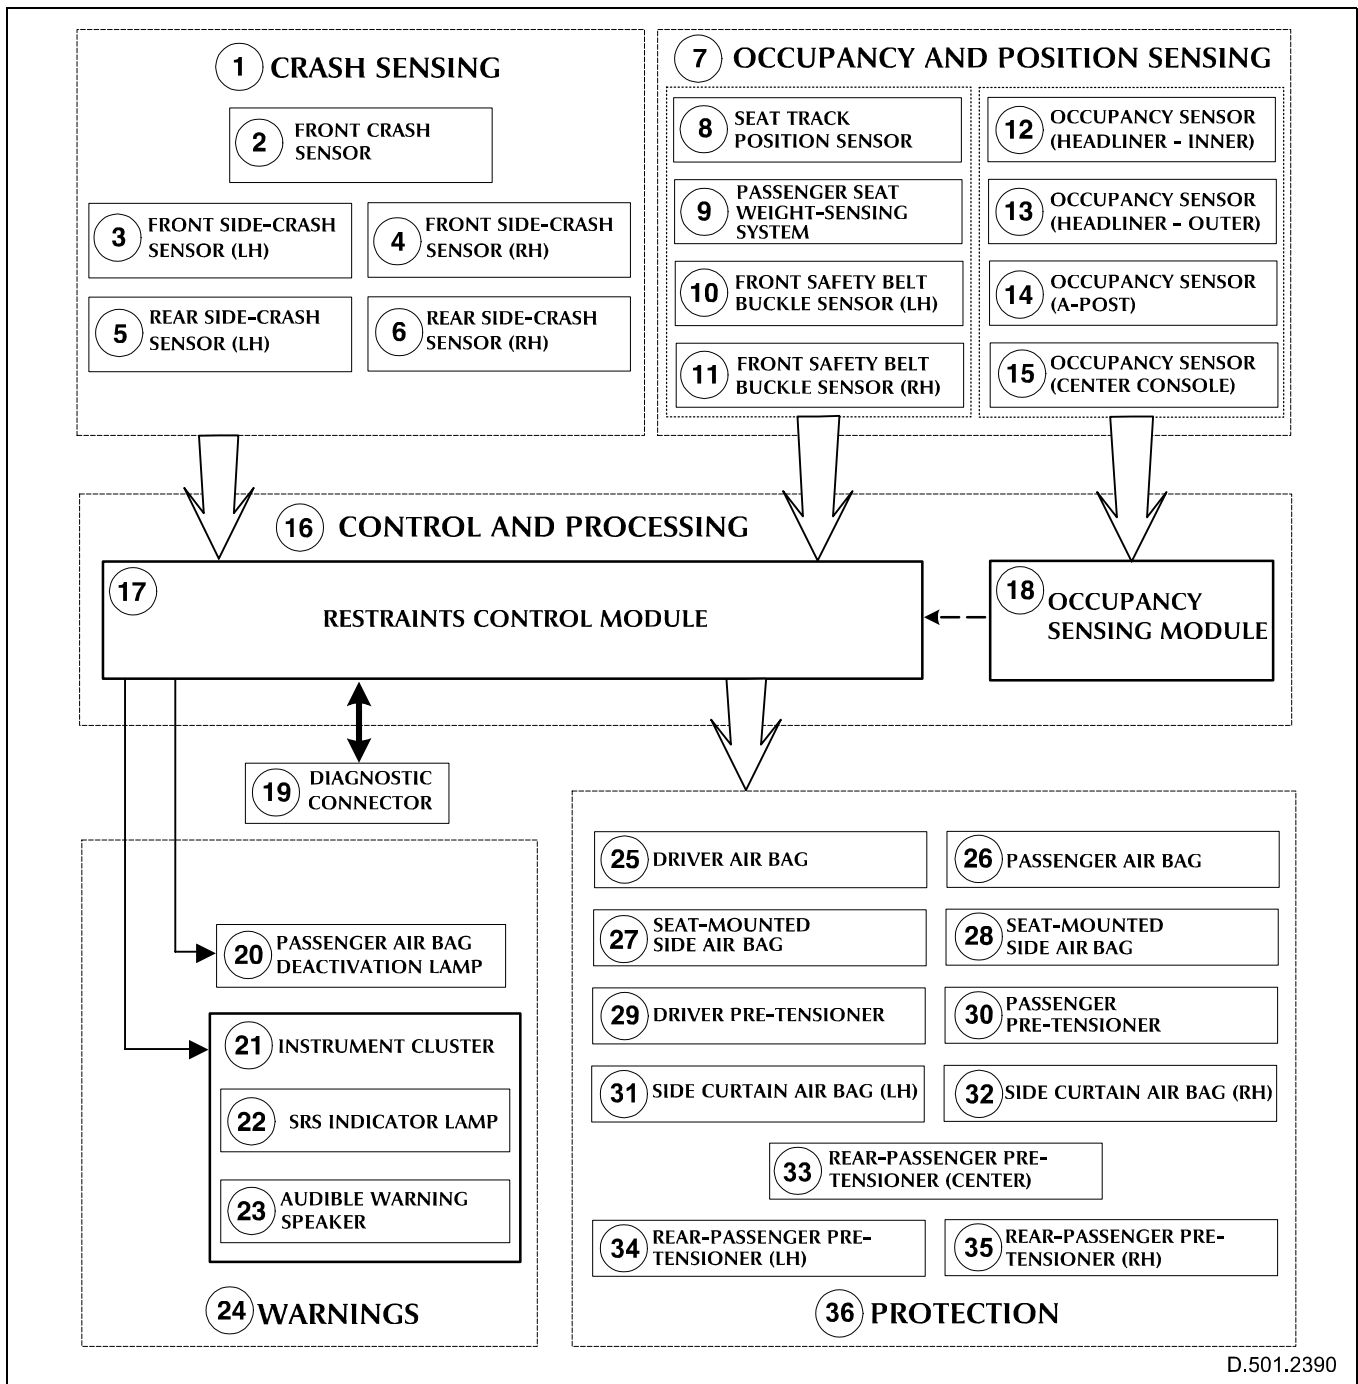 1 CRASH SENSING
2 FRONT CRASH
SENSOR
3 FRONT SIDE-CRASH
SENSOR (LH)
4 FRONT SIDE-CRASH
SENSOR (RH)
5 REAR SIDE-CRASH
SENSOR (LH)
6 REAR SIDE-CRASH
SENSOR (RH)
7 OCCUPANCY AND POSITION SENSING
8 SEAT TRACK
POSITION SENSOR
9 PASSENGER SEAT
WEIGHT-SENSING
SYSTEM
10 FRONT SAFETY BELT
BUCKLE SENSOR (LH)
11 FRONT SAFETY BELT
BUCKLE SENSOR (RH)
12 OCCUPANCY SENSOR
(HEADLINER - INNER)
13 OCCUPANCY SENSOR
(HEADLINER - OUTER)
14 OCCUPANCY SENSOR
(A-POST)
15 OCCUPANCY SENSOR
(CENTER CONSOLE)
16 CONTROL AND PROCESSING
17 RESTRAINTS CONTROL MODULE
18 OCCUPANCY
SENSING MODULE
19 DIAGNOSTIC
CONNECTOR
20 PASSENGER AIR BAG
DEACTIVATION LAMP
21 INSTRUMENT CLUSTER
22 SRS INDICATOR LAMP
23 AUDIBLE WARNING
SPEAKER
24 WARNINGS
25 DRIVER AIR BAG
26 PASSENGER AIR BAG
27 SEAT-MOUNTED
SIDE AIR BAG
28 SEAT-MOUNTED
SIDE AIR BAG
29 DRIVER PRE-TENSIONER
30 PASSENGER
PRE-TENSIONER
31 SIDE CURTAIN AIR BAG (LH)
32 SIDE CURTAIN AIR BAG (RH)
33 REAR-PASSENGER PRE-
TENSIONER (CENTER)
34 REAR-PASSENGER PRE-
TENSIONER (LH)
35 REAR-PASSENGER PRE-
TENSIONER (RH)
36 PROTECTION
D.501.2390